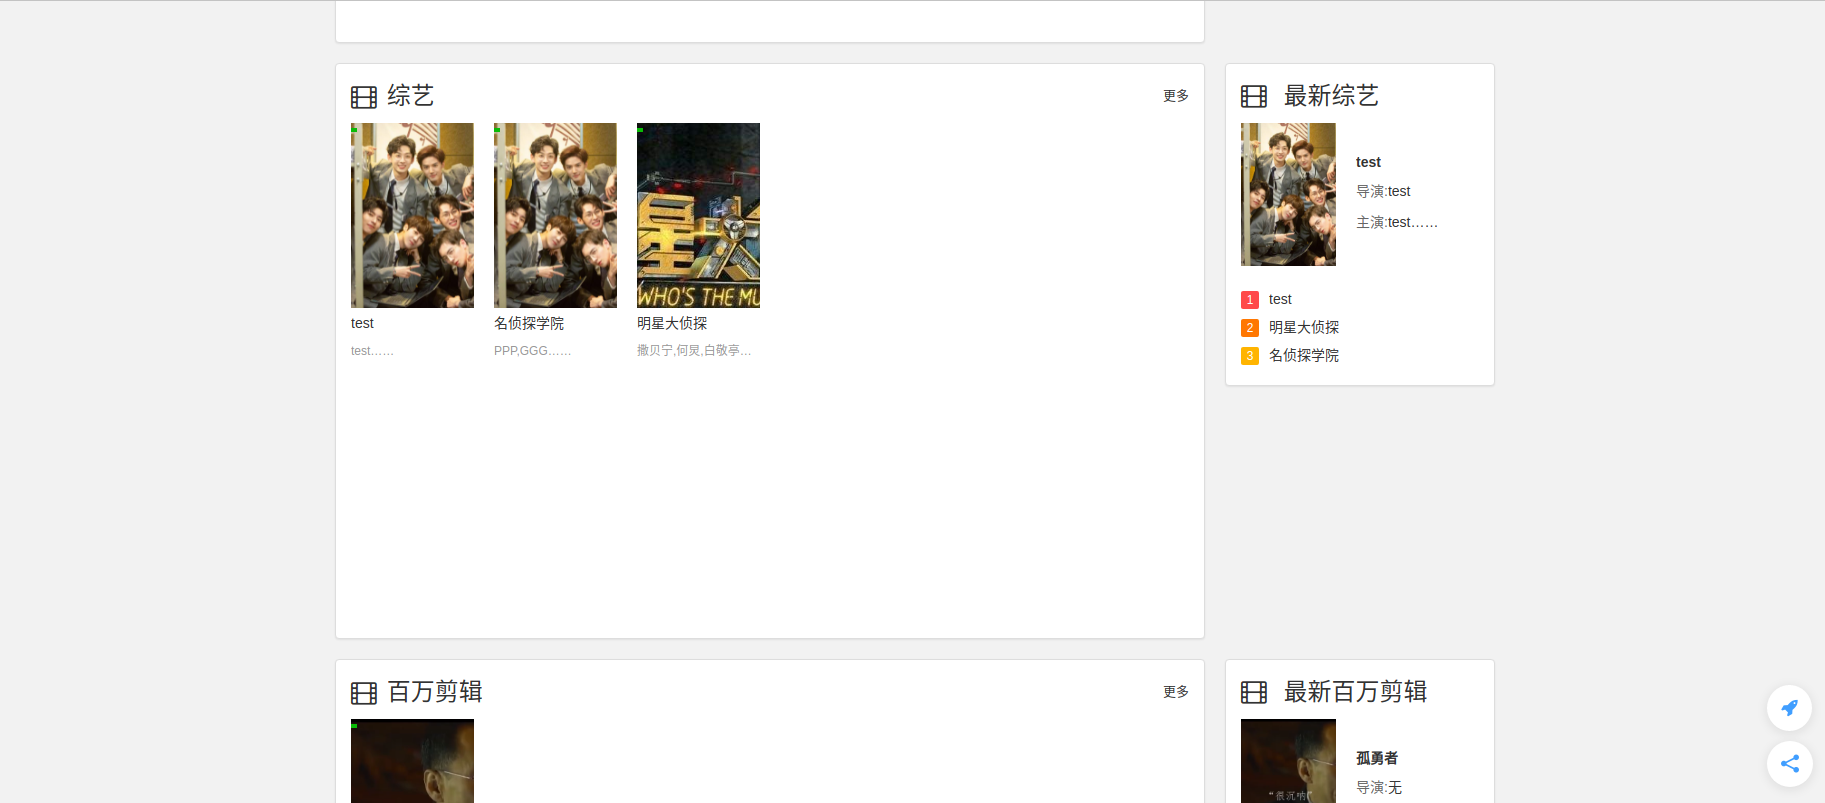 综艺
更多
WHO'S THE MU
test
test……
名侦探学院
PPP,GGG……
明星大侦探
撒贝宁,何炅,白敬亭…
最新综艺
test
导演:test
主演:test……
1 test
2 明星大侦探
3 名侦探学院
百万剪辑
更多
最新百万剪辑
孤勇者
导演:无